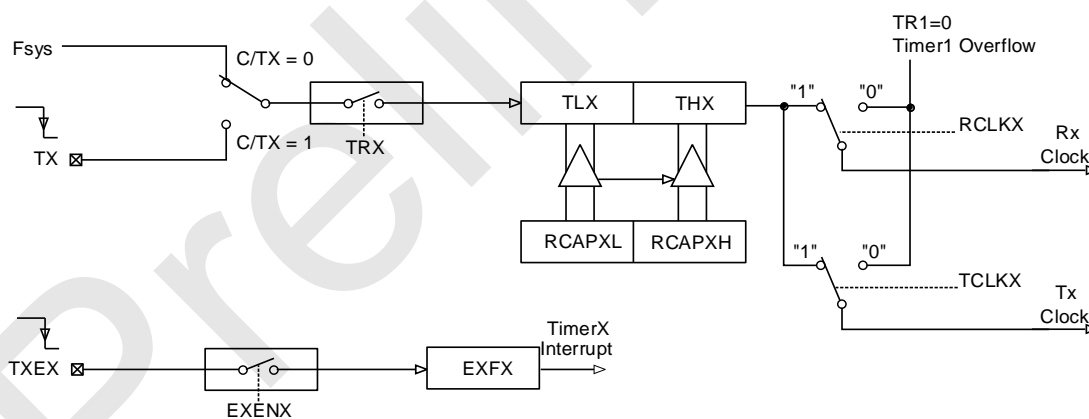 TR1=0
Timer1 Overflow
Fsys
C/TX = 0
"1" "0"
TLX THX
RCLKX
Rx
Clock
C/TX = 1
TX
TRX
RCAPXL RCAPXH
"1" "0"
TCLKX
Tx
Clock
TimerX
Interrupt
TXEX
EXFX
EXENX